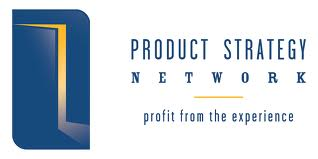 PRODUCT STRATEGY
NETWORK
profit from the experience